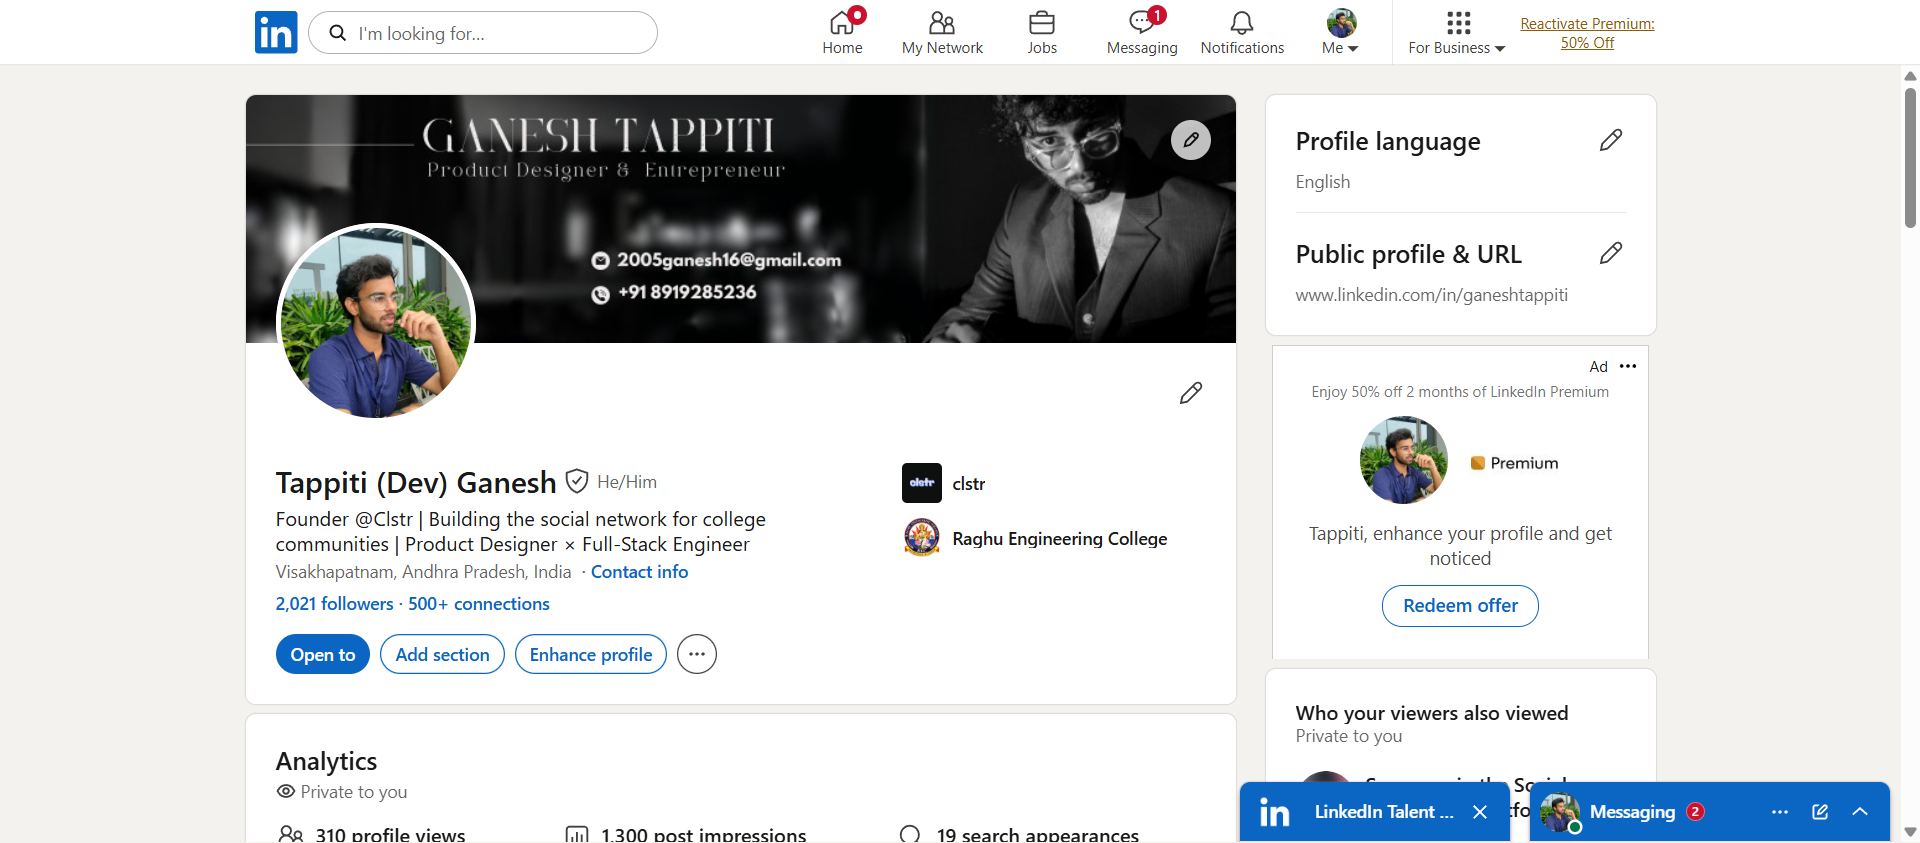 in
I'm looking for...
Home
My Network
Jobs
1
Messaging
Notifications
Me
For Business
Reactivate Premium:
50% Off
GANESH TAPPITI
Product Designer & Entrepreneur
2005ganesh16@gmail.com
+91 8919285236
Tappiti (Dev) Ganesh He/Him
Founder @Clstr | Building the social network for college
communities | Product Designer × Full-Stack Engineer
Visakhapatnam, Andhra Pradesh, India · Contact info
2,021 followers · 500+ connections
Open to
Add section
Enhance profile
clstr
clstr
Raghu Engineering College
Analytics
Private to you
310 profile views
1,300 post impressions
19 search appearances
Profile language
English
Public profile & URL
www.linkedin.com/in/ganeshtappiti
Ad
Enjoy 50% off 2 months of LinkedIn Premium
Premium
Tappiti, enhance your profile and get
noticed
Redeem offer
Who your viewers also viewed
Private to you
in LinkedIn Talent ...
Messaging 2